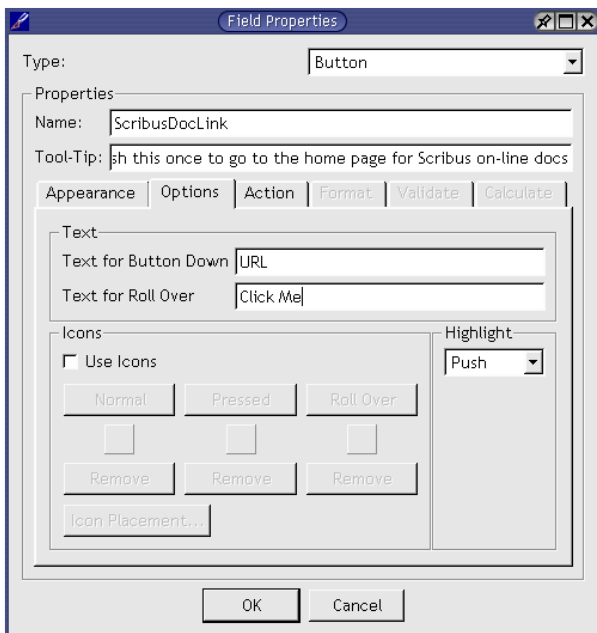 Field Properties
Type: Button
Properties
Name: ScribusDocLink
Tool-Tip: sh this once to go to the home page for Scribus on-line docs
Appearance Options Action Format Validate Calculate
Text
Text for Button Down URL
Text for Roll Over Click Me
Icons Highlight
Use Icons Push
Normal Pressed Roll Over
Remove Remove Remove
Icon Placement...
OK Cancel